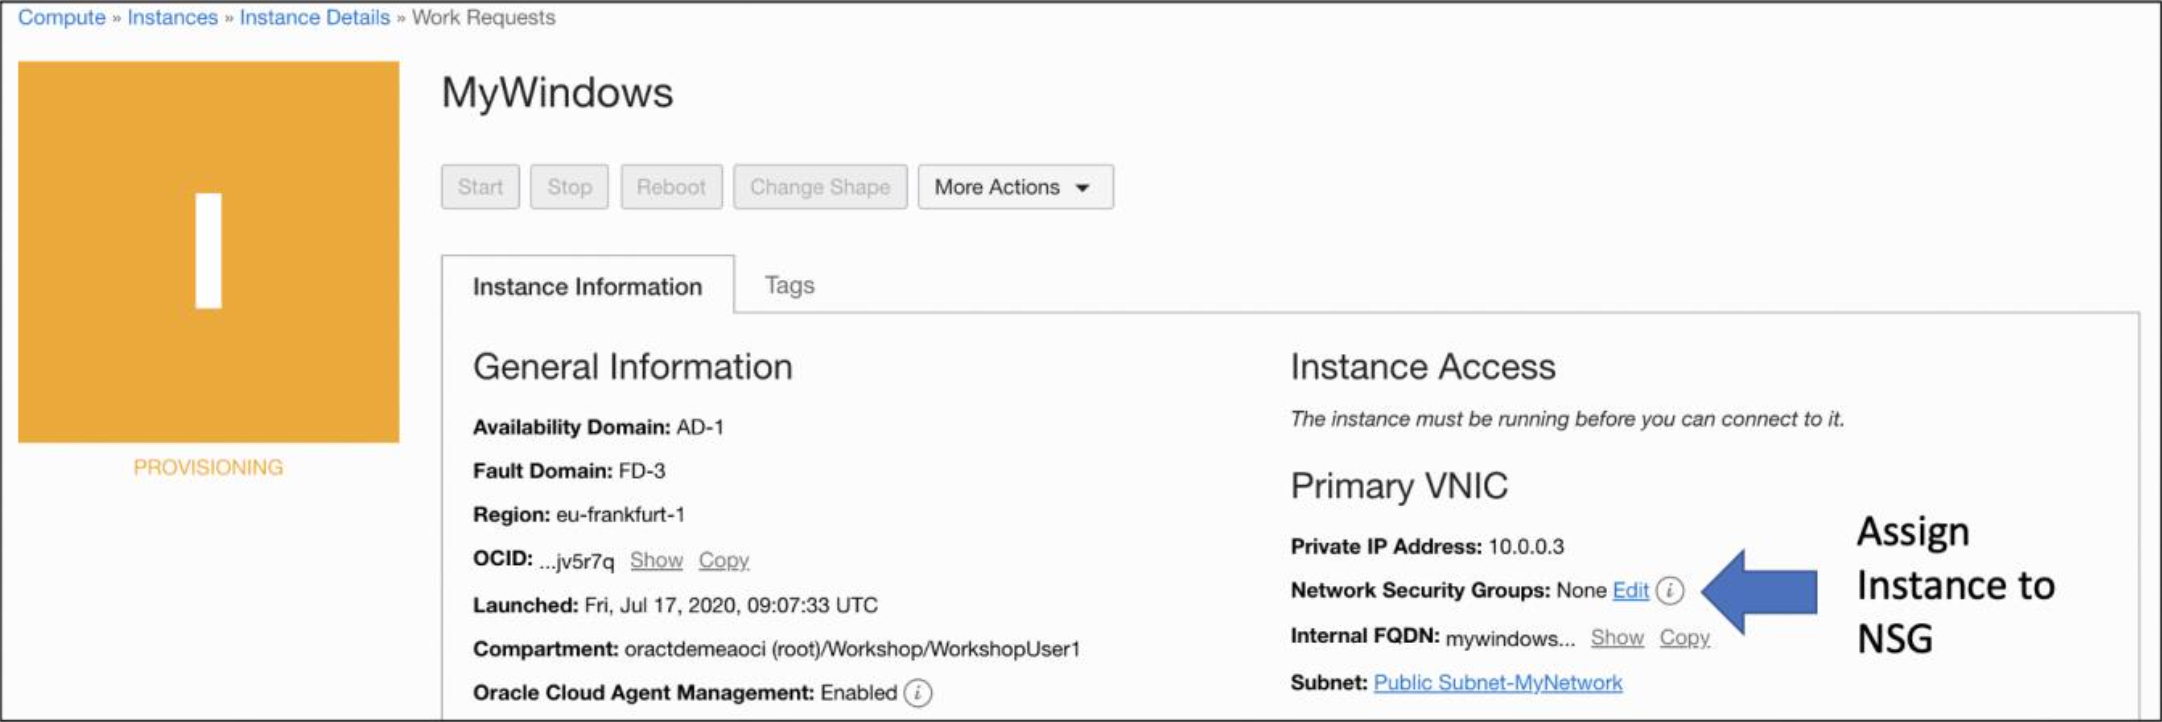 Compute » Instances » Instance Details » Work Requests
I
PROVISIONING
MyWindows
Start Stop Reboot Change Shape More Actions
Instance Information Tags
General Information
Availability Domain: AD-1
Fault Domain: FD-3
Region: eu-frankfurt-1
OCID: ...jv5r7q Show Copy
Launched: Fri, Jul 17, 2020, 09:07:33 UTC
Compartment: oractdemeaoci (root)/Workshop/WorkshopUser1
Oracle Cloud Agent Management: Enabled i
Instance Access
The instance must be running before you can connect to it.
Primary VNIC
Private IP Address: 10.0.0.3
Network Security Groups: None Edit i
Internal FQDN: mywindows... Show Copy
Subnet: Public Subnet-MyNetwork
Assign
Instance to
NSG